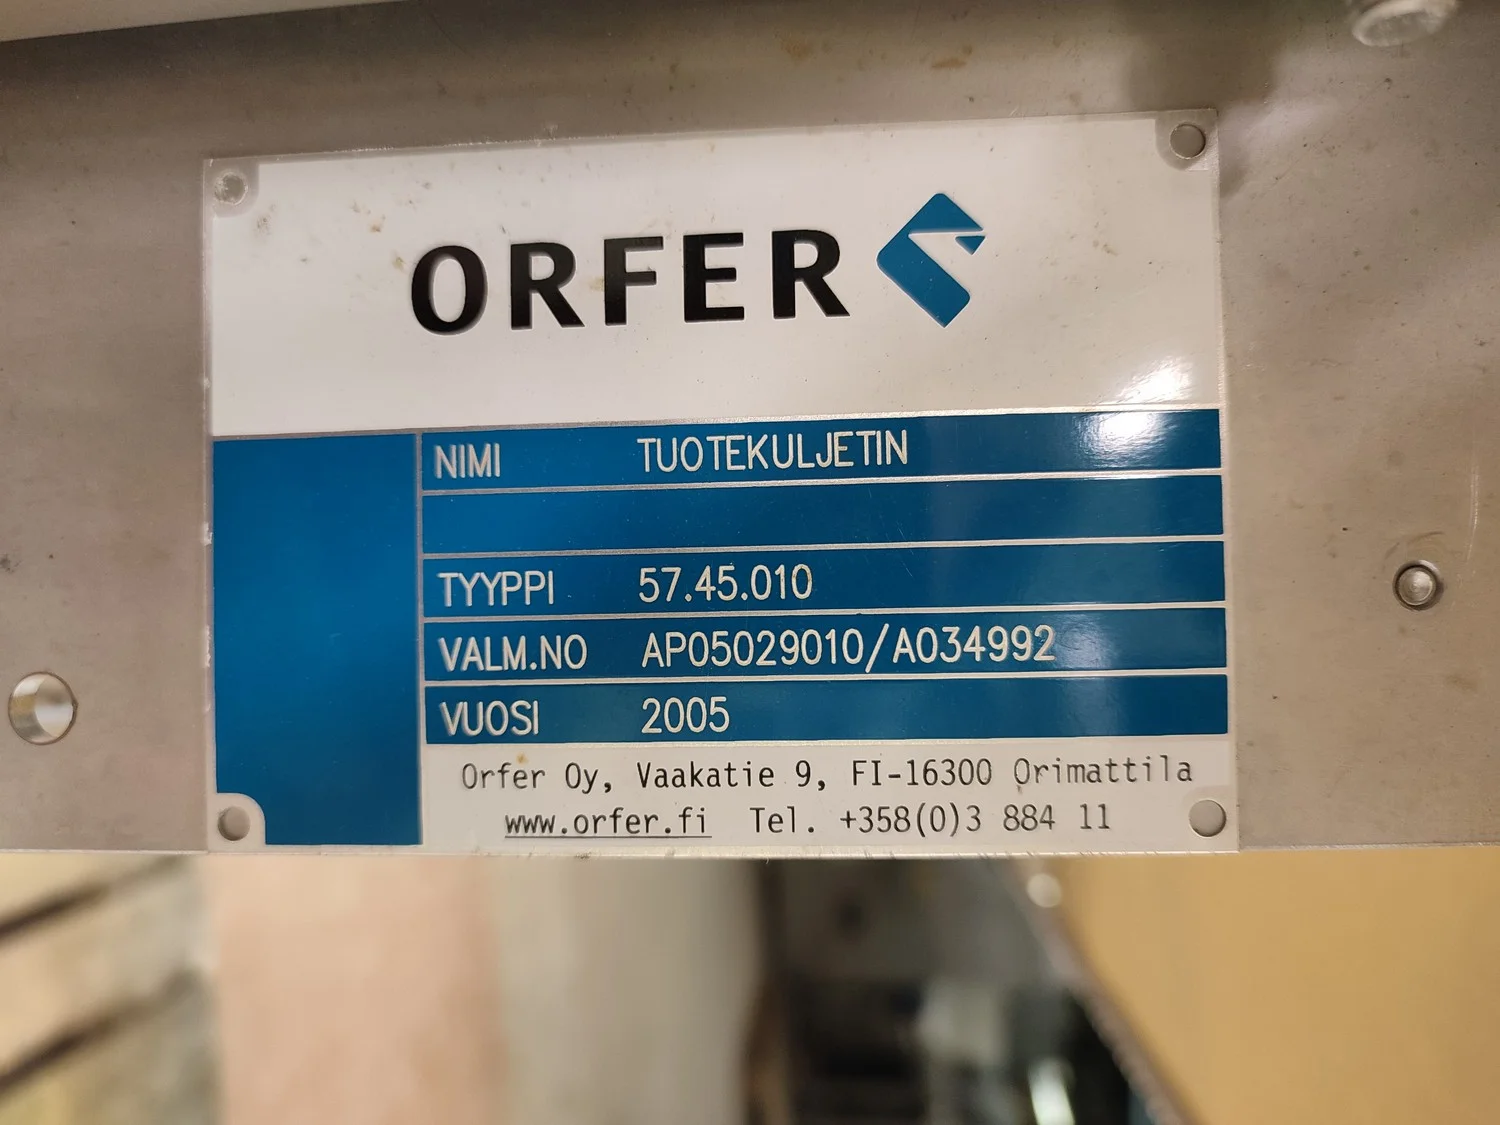 ORFER
NIMI TUOTEKULJETIN
TYYPPI 57.45.010
VALM.NO AP05029010/A034992
VUOSI 2005
Orfer Oy, Vaakatie 9, FI-16300 Orimattila
www.orfer.fi Tel. +358(0)3 884 11